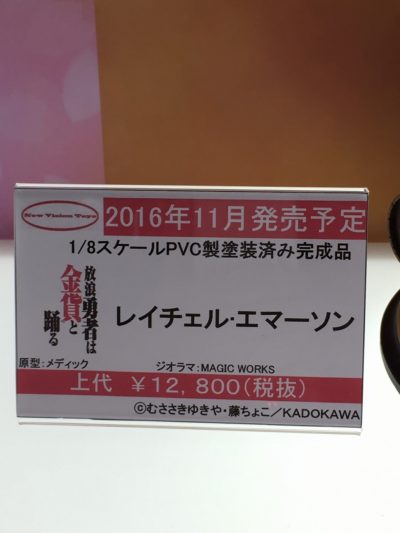 New Vision Toys
2016年11月発売予定
1/8スケールPVC製塗装済み完成品
放浪勇者は
金貨と
踊る
レイチェル・エマーソン
原型:メディック
ジオラマ:MAGIC WORKS
上代 ¥12,800(税抜)
©むらさきゆきや・藤ちょこ/KADOKAWA